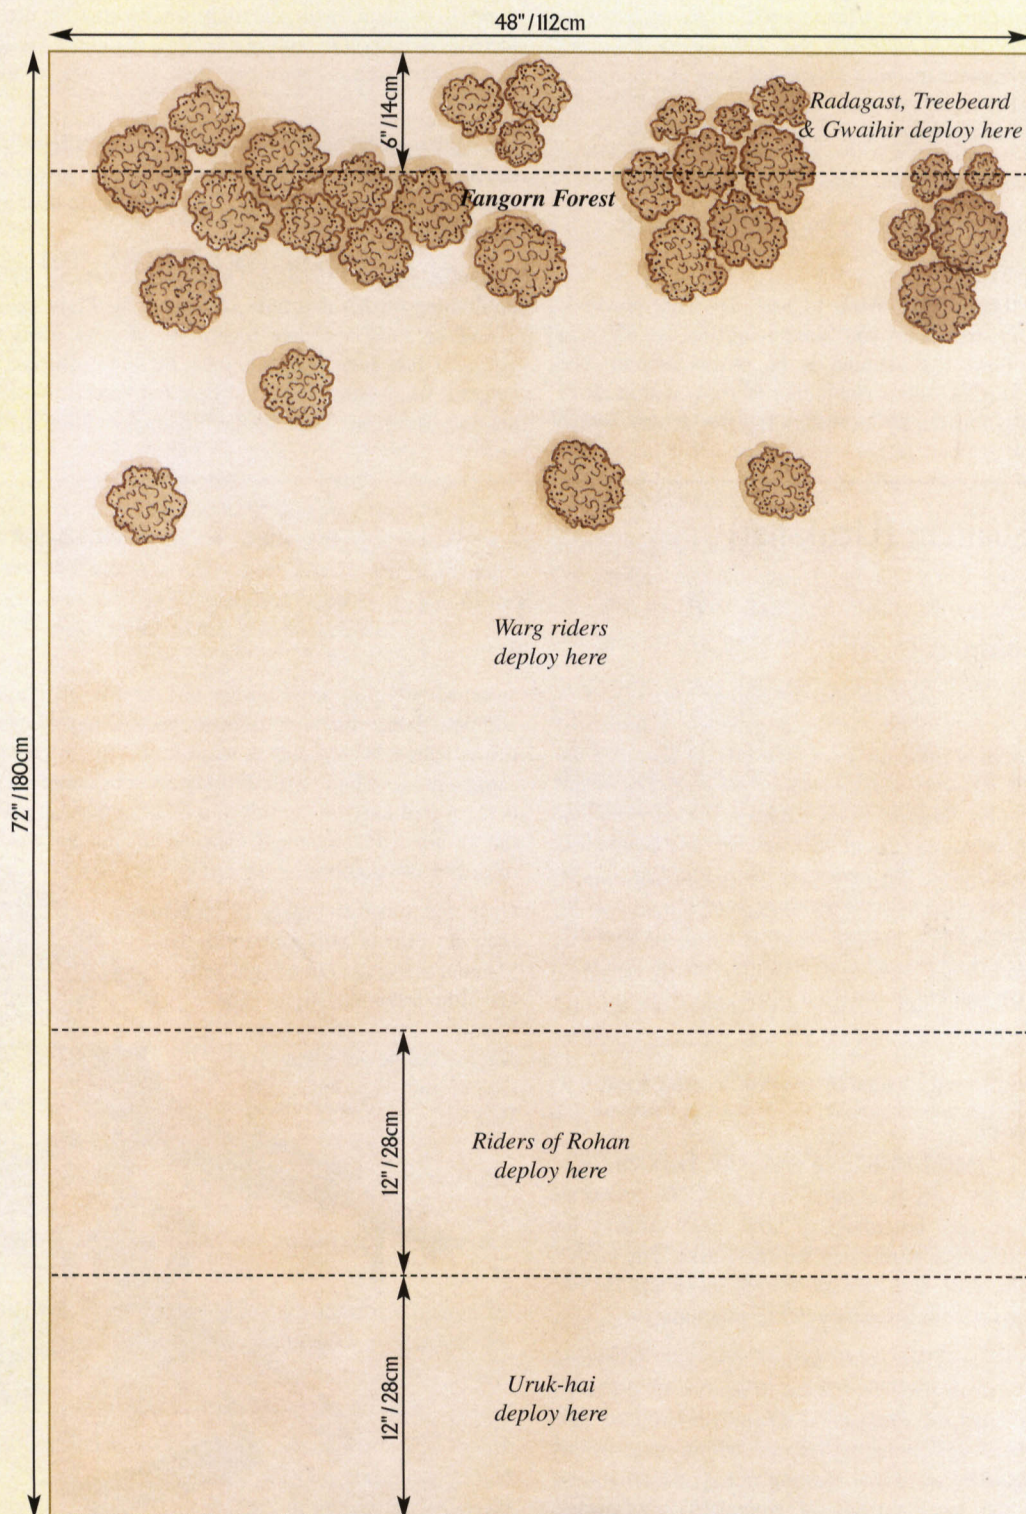 48"/112cm
6"/14cm
Radagast, Treebeard
& Gwaihir deploy here
Fangorn Forest
Warg riders
deploy here
72"/180cm
12"/28cm
Riders of Rohan
deploy here
12"/28cm
Uruk-hai
deploy here